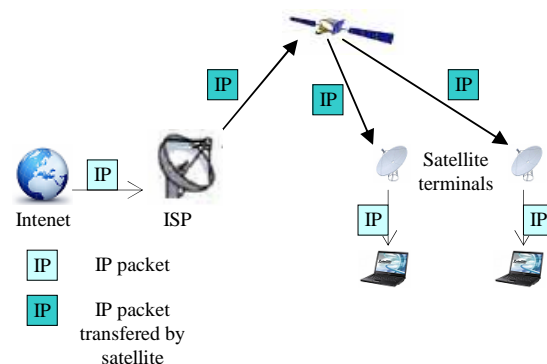 IP
IP
IP
IP
Satellite
terminals
IP
IP
Intenet
ISP
IP
IP packet
IP
IP packet
transfered by
satellite